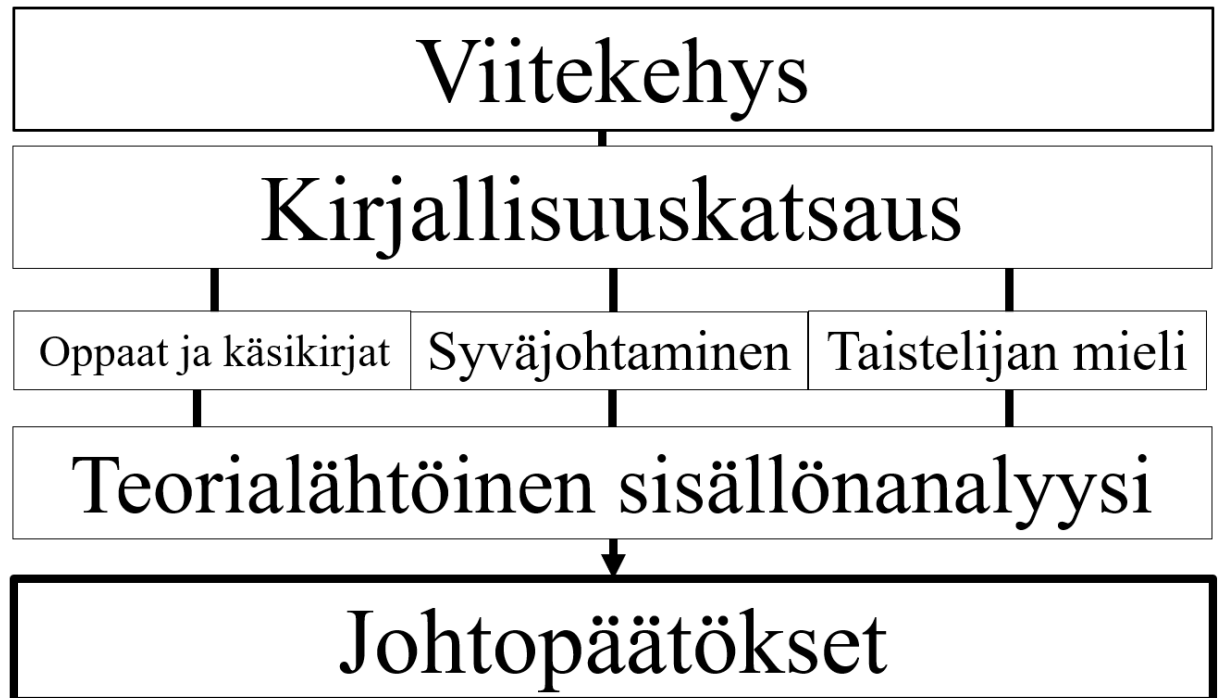 Viitekehys
Kirjallisuuskatsaus
Oppaat ja käsikirjat
Syväjohtaminen
Taistelijan mieli
Teorialähtöinen sisällönanalyysi
Johtopäätökset